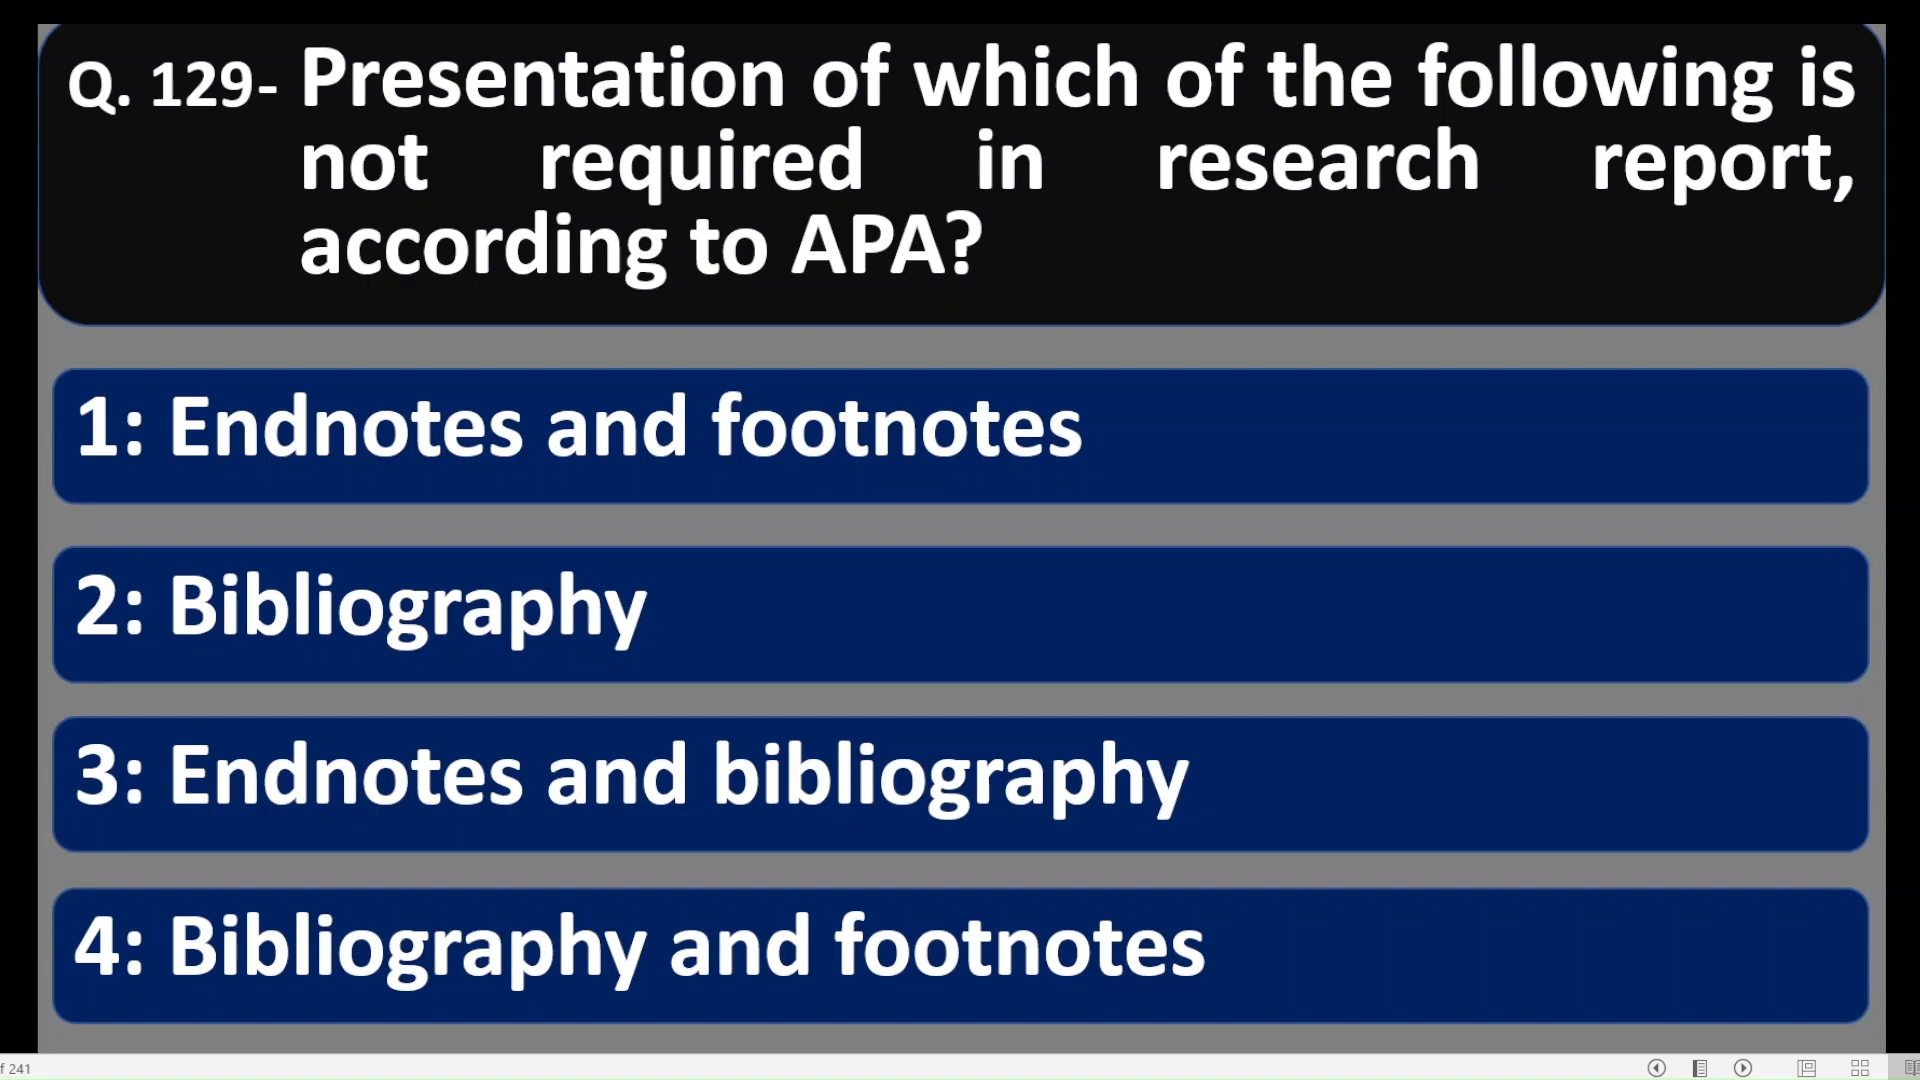 Q. 129- Presentation of which of the following is
not required in research report,
according to APA?
1: Endnotes and footnotes
2: Bibliography
3: Endnotes and bibliography
4: Bibliography and footnotes
f 241